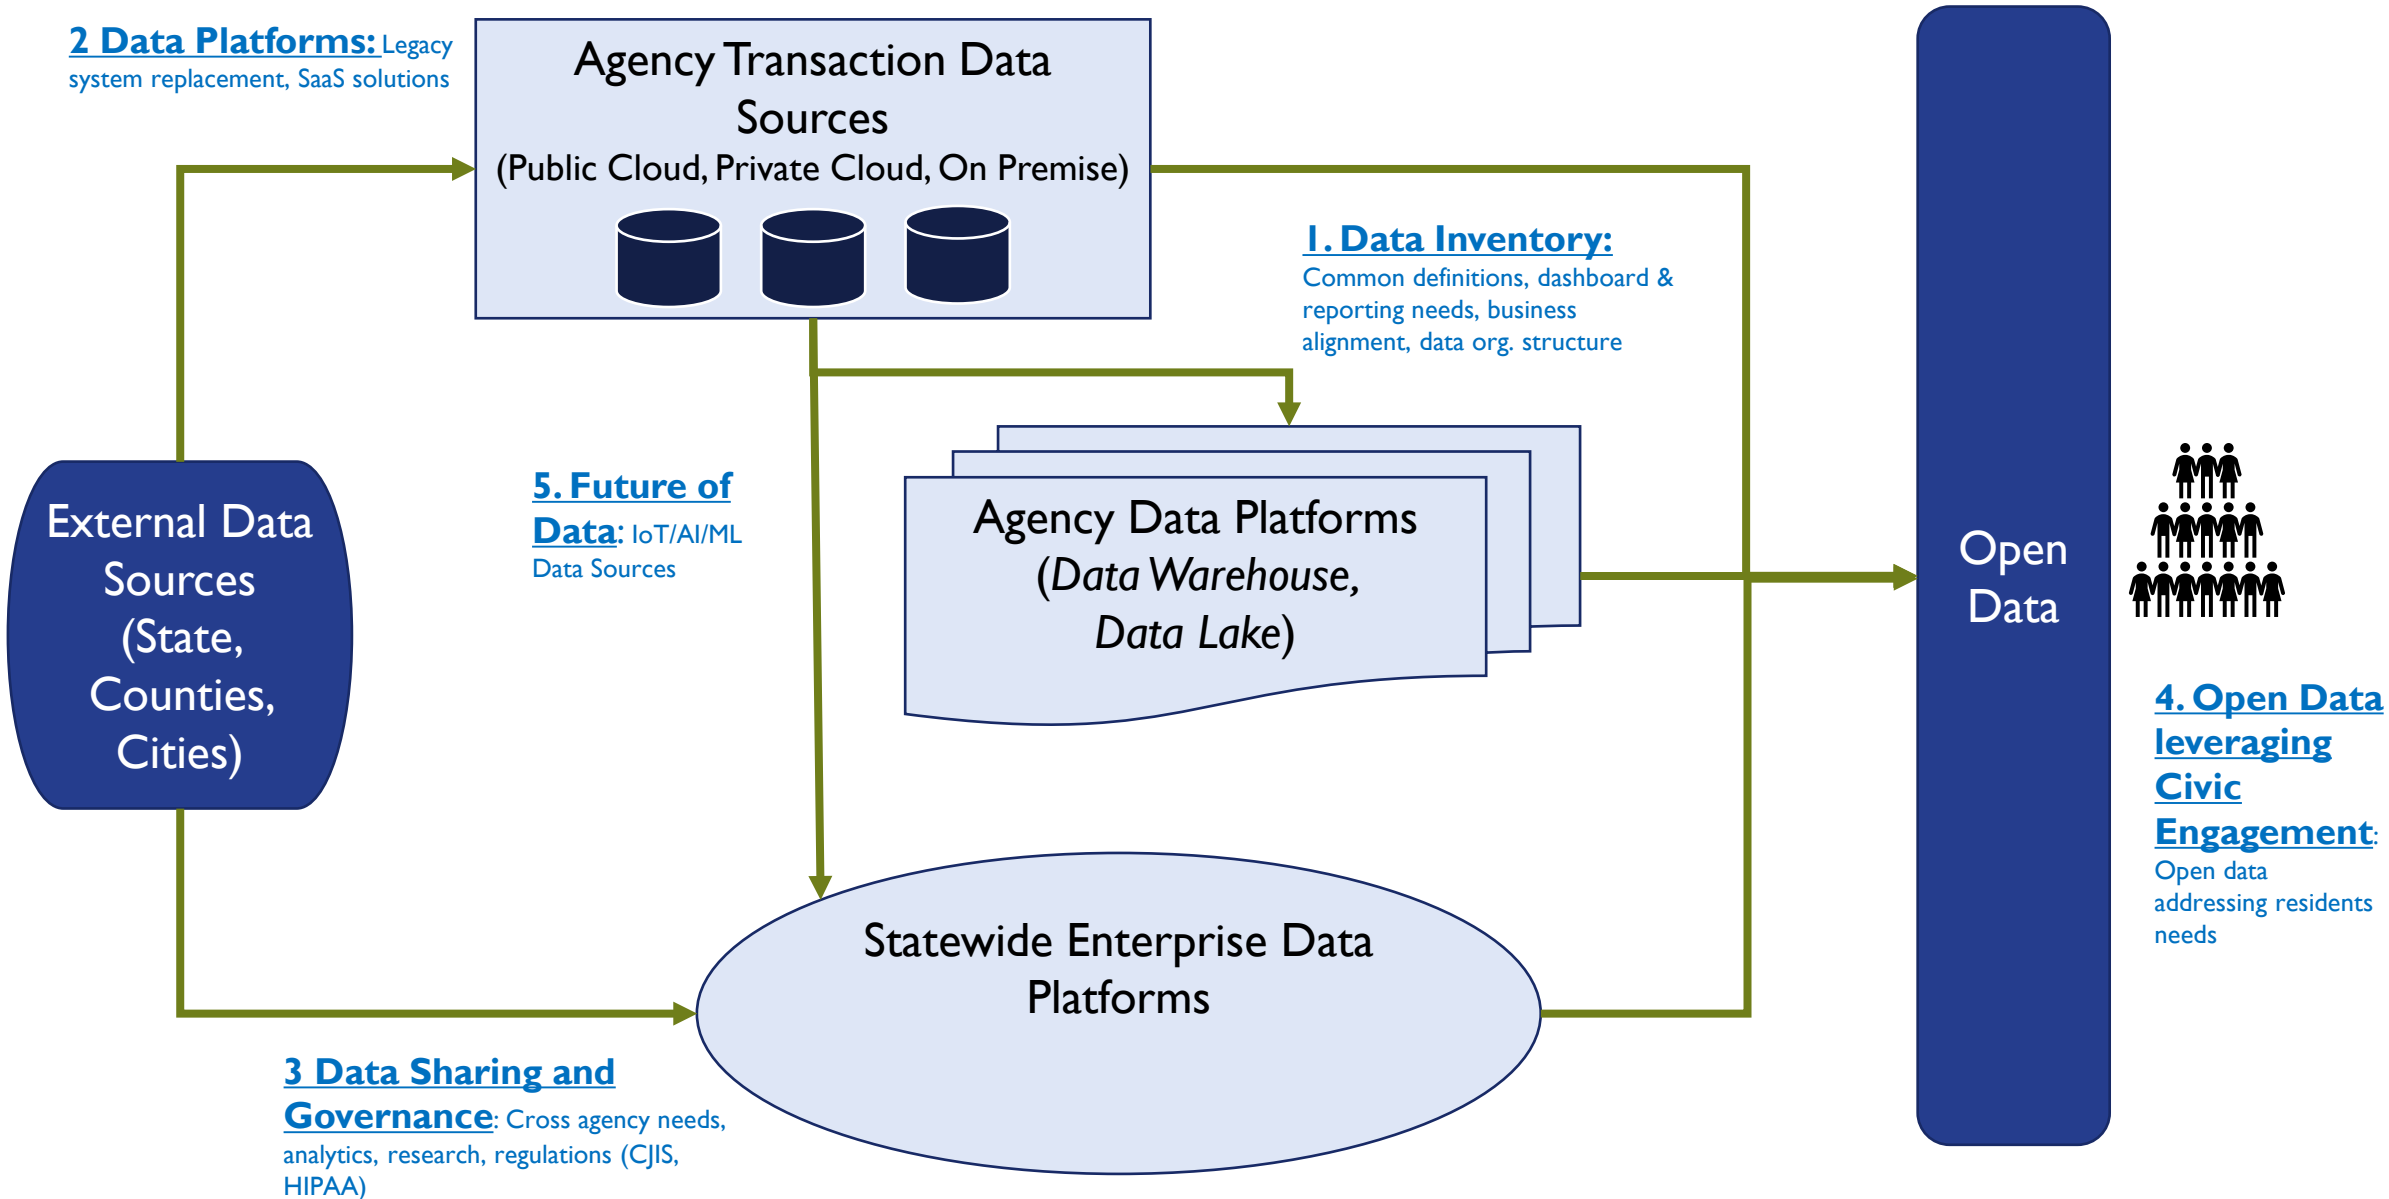 2 Data Platforms: Legacy
system replacement, SaaS solutions
Agency Transaction Data
Sources
(Public Cloud, Private Cloud, On Premise)
1. Data Inventory:
Common definitions, dashboard &
reporting needs, business
alignment, data org. structure
External Data
Sources
(State,
Counties,
Cities)
5. Future of
Data: IoT/AI/ML
Data Sources
Agency Data Platforms
(Data Warehouse,
Data Lake)
Open
Data
4. Open Data
leveraging
Civic
Engagement:
Open data
addressing residents
needs
Statewide Enterprise Data
Platforms
3 Data Sharing and
Governance: Cross agency needs,
analytics, research, regulations (CJIS,
HIPAA)